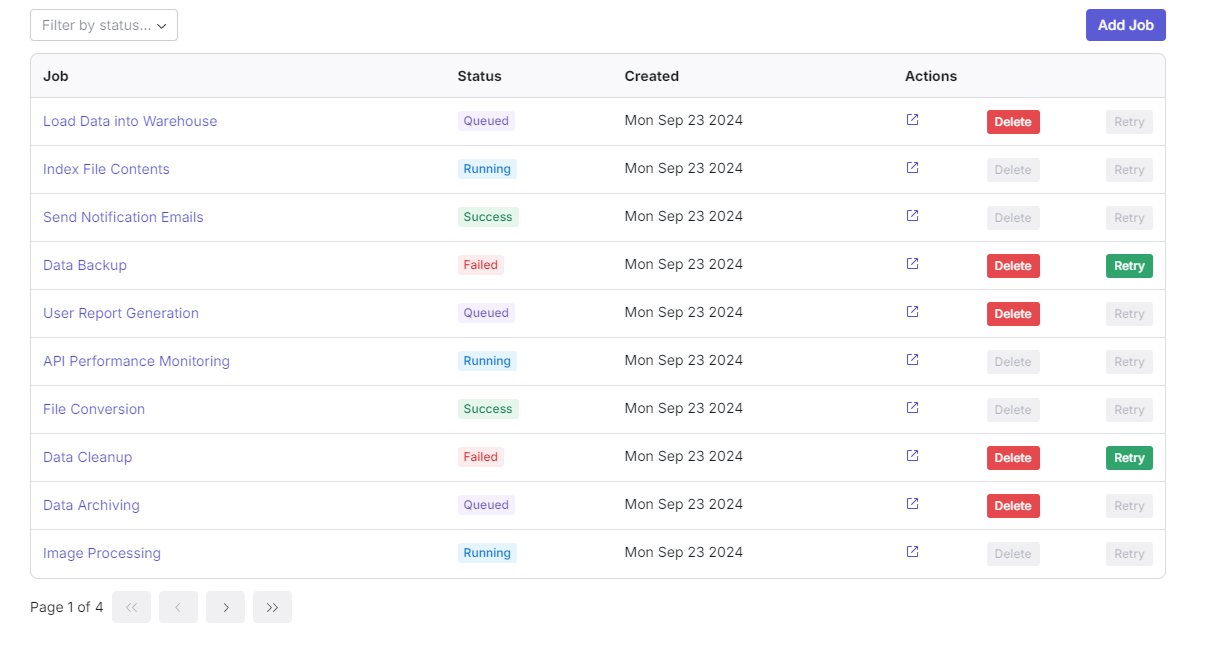 Filter by status... Add Job
Job Status Created Actions
Load Data into Warehouse Queued Mon Sep 23 2024 Delete Retry
Index File Contents Running Mon Sep 23 2024 Delete Retry
Send Notification Emails Success Mon Sep 23 2024 Delete Retry
Data Backup Failed Mon Sep 23 2024 Delete Retry
User Report Generation Queued Mon Sep 23 2024 Delete Retry
API Performance Monitoring Running Mon Sep 23 2024 Delete Retry
File Conversion Success Mon Sep 23 2024 Delete Retry
Data Cleanup Failed Mon Sep 23 2024 Delete Retry
Data Archiving Queued Mon Sep 23 2024 Delete Retry
Image Processing Running Mon Sep 23 2024 Delete Retry
Page 1 of 4